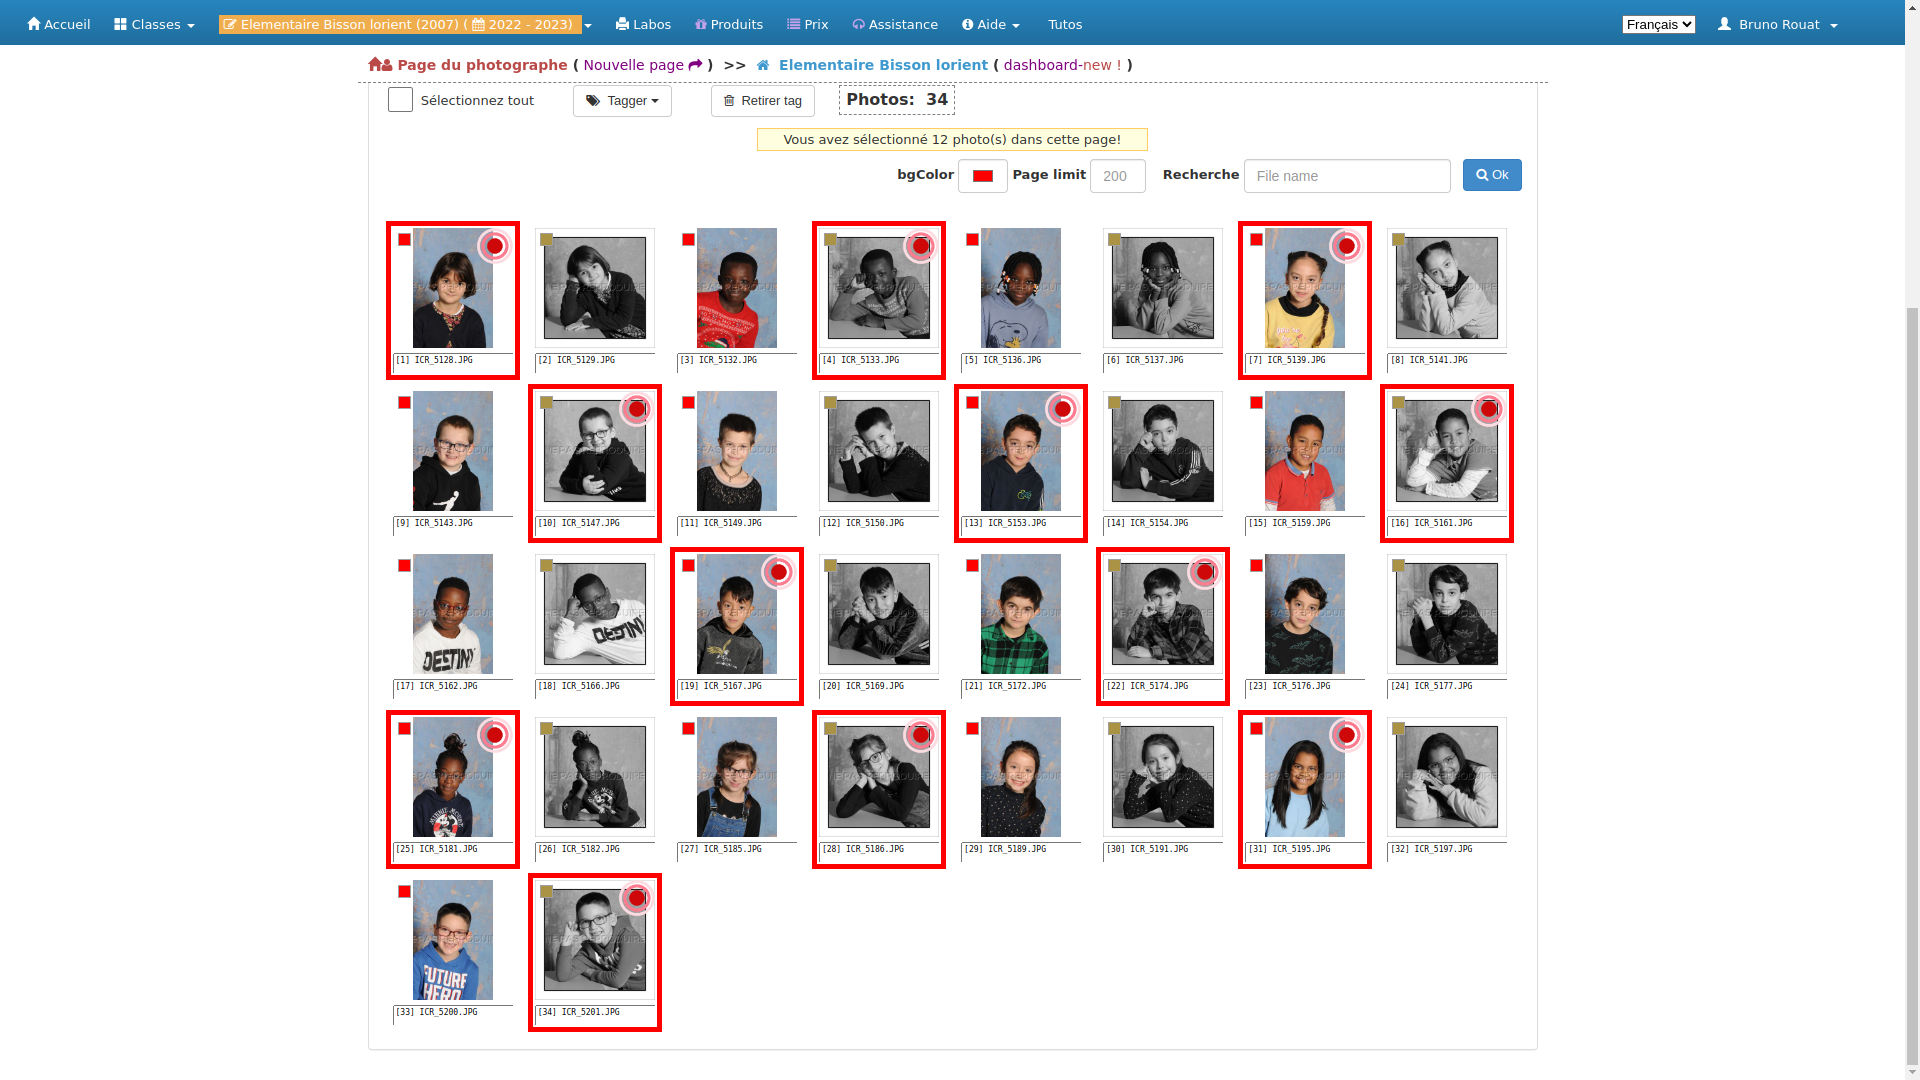 Accueil Classes Elementaire Bisson lorient (2007) ( 2022 - 2023) Labos Produits Prix Assistance Aide Tutos Français Bruno Rouat
Page du photographe ( Nouvelle page ) >> Elementaire Bisson lorient ( dashboard-new ! )
Sélectionnez tout Tagger Retirer tag Photos: 34
Vous avez sélectionné 12 photo(s) dans cette page!
bgColor Page limit 200 Recherche File name Ok
[1] ICR_5128.JPG [2] ICR_5129.JPG [3] ICR_5132.JPG [4] ICR_5133.JPG [5] ICR_5136.JPG [6] ICR_5137.JPG [7] ICR_5139.JPG [8] ICR_5141.JPG
[9] ICR_5143.JPG [10] ICR_5147.JPG [11] ICR_5149.JPG [12] ICR_5150.JPG [13] ICR_5153.JPG [14] ICR_5154.JPG [15] ICR_5159.JPG [16] ICR_5161.JPG
DESTINY DESTINY
[17] ICR_5162.JPG [18] ICR_5166.JPG [19] ICR_5167.JPG [20] ICR_5169.JPG [21] ICR_5172.JPG [22] ICR_5174.JPG [23] ICR_5176.JPG [24] ICR_5177.JPG
[25] ICR_5181.JPG [26] ICR_5182.JPG [27] ICR_5185.JPG [28] ICR_5186.JPG [29] ICR_5189.JPG [30] ICR_5191.JPG [31] ICR_5195.JPG [32] ICR_5197.JPG
FUTURE
HERO
[33] ICR_5200.JPG [34] ICR_5201.JPG